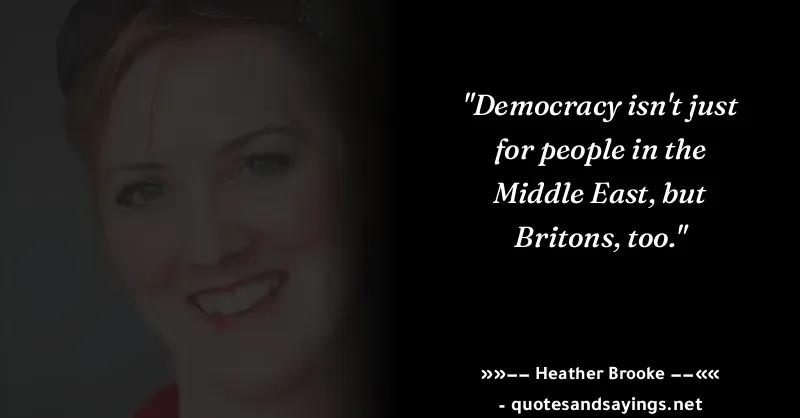 "Democracy isn't just
for people in the
Middle East, but
Britons, too."
»»−− Heather Brooke −−««
- quotesandsayings.net